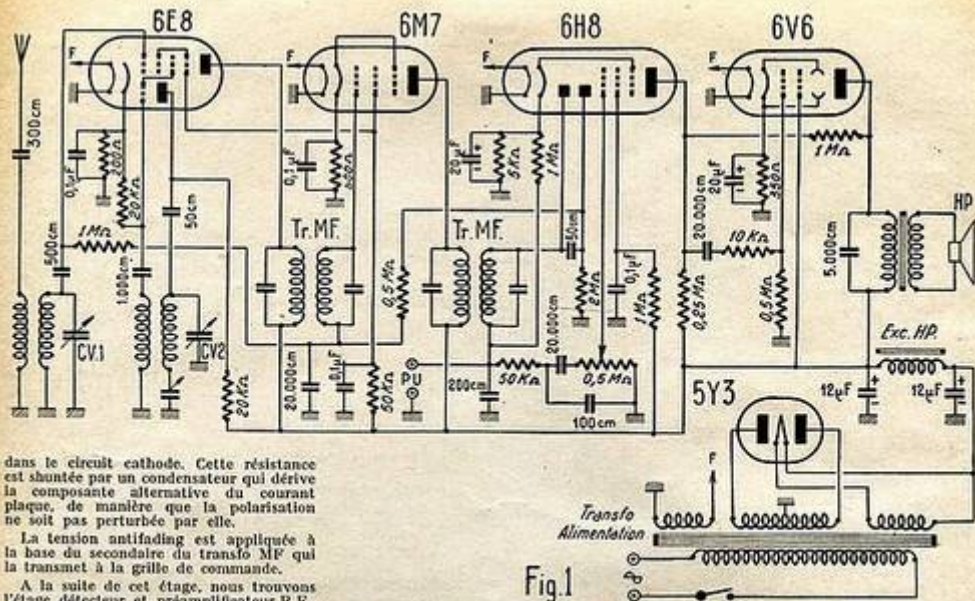 6E8
6M7
6H8
6V6
F
F
F
F
300cm
0,1µF
200Ω
20KΩ
500cm
1MΩ
100cm
50cm
CV.1
CV2
20KΩ
0,1µF
Tr.MF.
0,5MΩ
20.000cm
0,1µF
50KΩ
20µF
5KΩ
1MΩ
Tr.MF.
50cm
2MΩ
0,1µF
1MΩ
PU
200cm
50KΩ
20.000cm
0,5MΩ
100cm
0,25MΩ
20.000cm
20µF
350Ω
10KΩ
0,5MΩ
1MΩ
5.000cm
HP
Exc.HP.
12µF
12µF
5Y3
F
Transfo
Alimentation
Fig.1
dans le circuit cathode. Cette résistance
est shuntée par un condensateur qui dérive
la composante alternative du courant
plaque, de manière que la polarisation
ne soit pas perturbée par elle.
La tension antifading est appliquée à
la base du secondaire du transfo MF qui
la transmet à la grille de commande.
A la suite de cet étage, nous trouvons
l'étage détecteur et préamplificateur B.F.